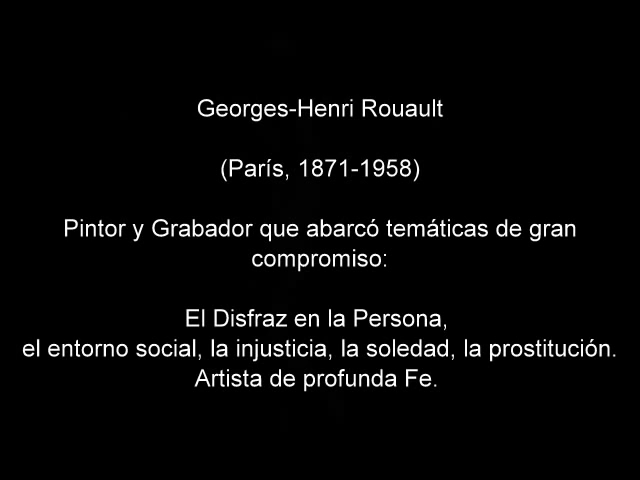 Georges-Henri Rouault
(París, 1871-1958)
Pintor y Grabador que abarcó temáticas de gran
compromiso:
El Disfraz en la Persona,
el entorno social, la injusticia, la soledad, la prostitución.
Artista de profunda Fe.